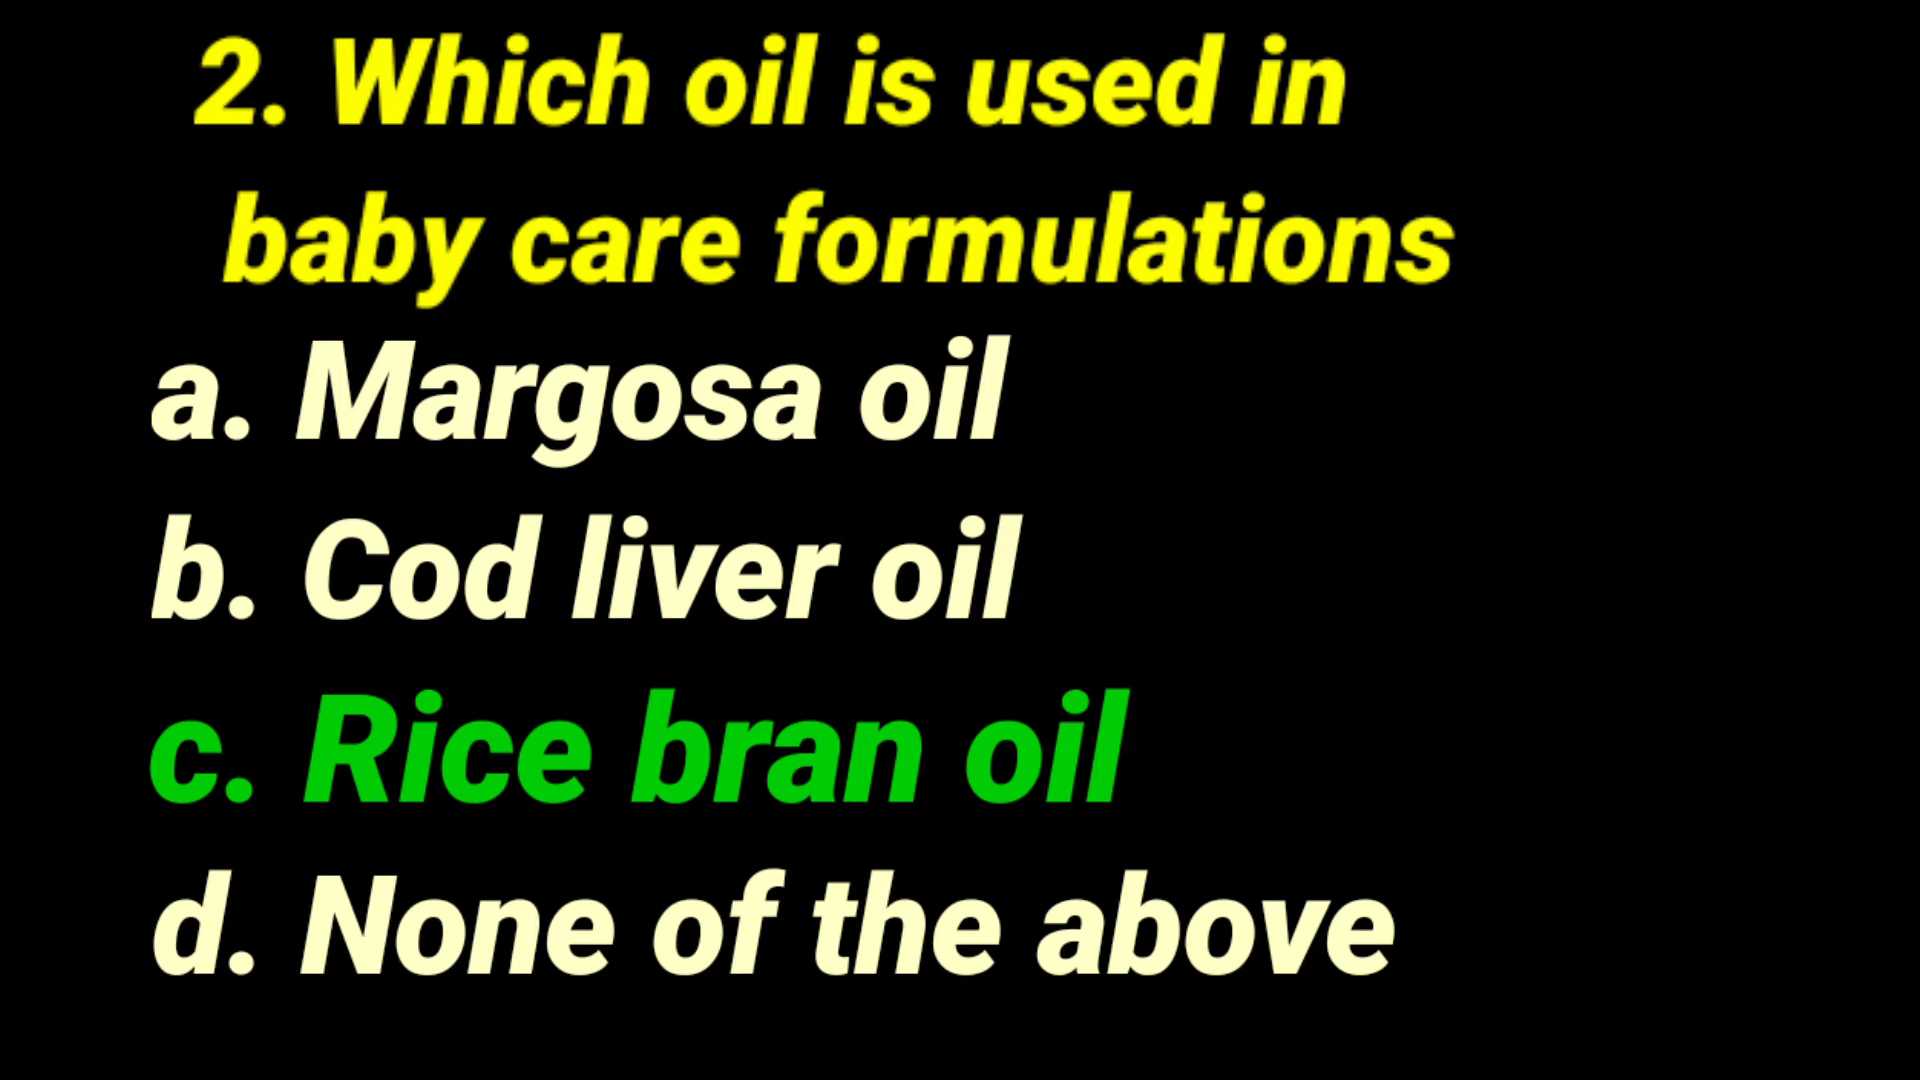 2. Which oil is used in
baby care formulations
a. Margosa oil
b. Cod liver oil
c. Rice bran oil
d. None of the above